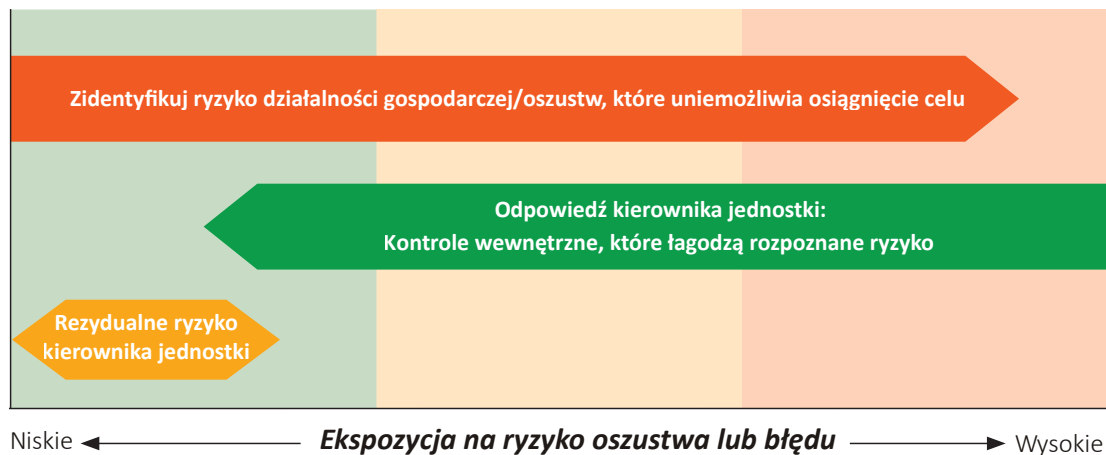 Zidentyfikuj ryzyko działalności gospodarczej/oszustw, które uniemożliwia osiągnięcie celu
Odpowiedź kierownika jednostki:
Kontrole wewnętrzne, które łagodzą rozpoznane ryzyko
Rezydualne ryzyko
kierownika jednostki
Niskie Ekspozycja na ryzyko oszustwa lub błędu Wysokie